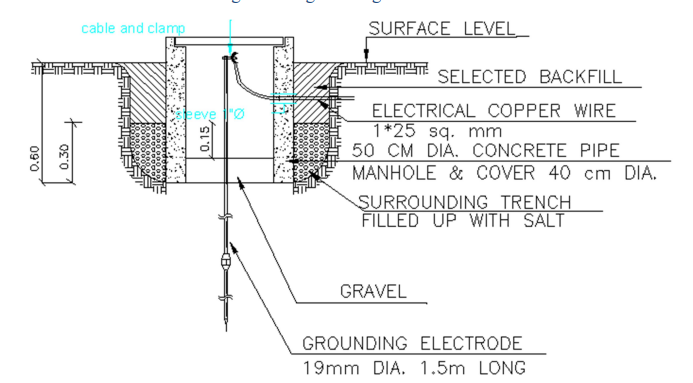 cable and clamp
SURFACE LEVEL
SELECTED BACKFILL
ELECTRICAL COPPER WIRE
1*25 sq. mm
sleeve 1"Ø
0.15
0.60
0.30
50 CM DIA. CONCRETE PIPE
MANHOLE & COVER 40 cm DIA.
SURROUNDING TRENCH
FILLED UP WITH SALT
GRAVEL
GROUNDING ELECTRODE
19mm DIA. 1.5m LONG